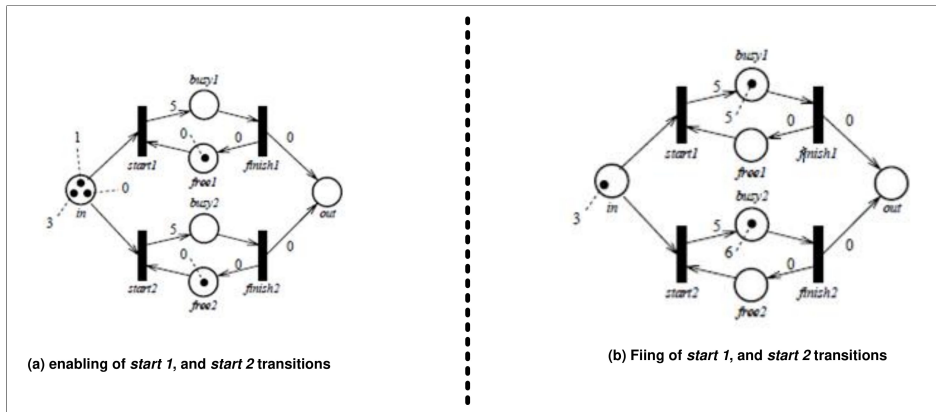 busy1
5
0
0
0
1
free1
start1
finish1
0
3
in
out
busy2
5
0
0
0
free2
start2
finish2
(a) enabling of start 1, and start 2 transitions
busy1
5
5
0
0
start1
free1
finish1
in
3
out
busy2
5
6
0
0
start2
free2
finish2
(b) Fiing of start 1, and start 2 transitions